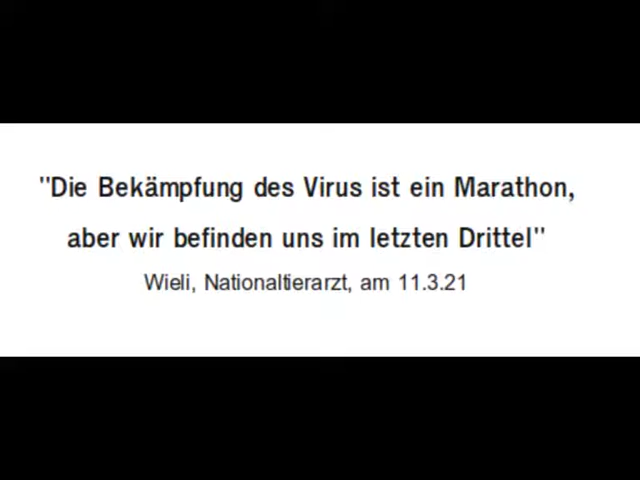 "Die Bekämpfung des Virus ist ein Marathon,
aber wir befinden uns im letzten Drittel"
Wieli, Nationaltierarzt, am 11.3.21